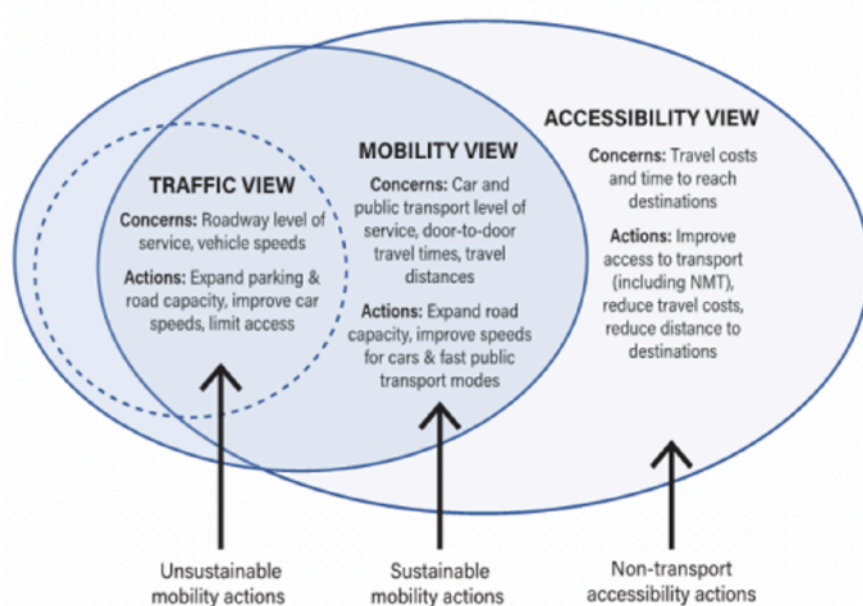 TRAFFIC VIEW
Concerns: Roadway level of
service, vehicle speeds
Actions: Expand parking &
road capacity, improve car
speeds, limit access
MOBILITY VIEW
Concerns: Car and
public transport level of
service, door-to-door
travel times, travel
distances
Actions: Expand road
capacity, improve speeds
for cars & fast public
transport modes
ACCESSIBILITY VIEW
Concerns: Travel costs
and time to reach
destinations
Actions: Improve
access to transport
(including NMT),
reduce travel costs,
reduce distance to
destinations
Unsustainable
mobility actions
Sustainable
mobility actions
Non-transport
accessibility actions